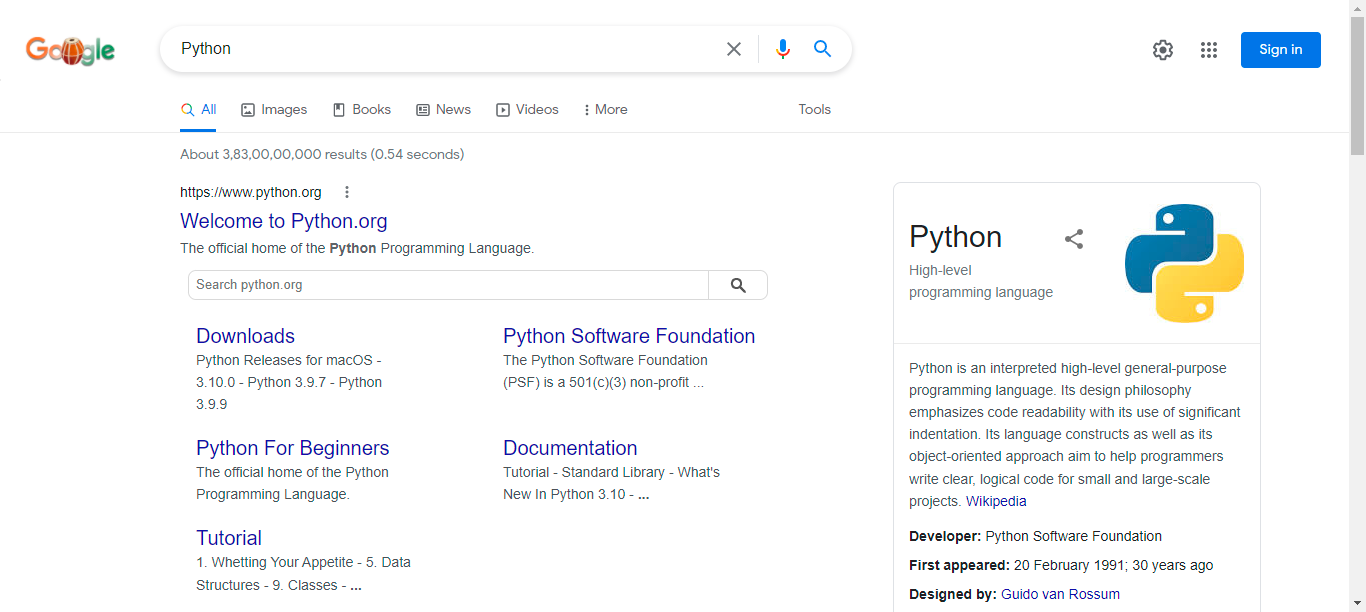 Google
Python
Sign in
All Images Books News Videos More Tools
About 3,83,00,00,000 results (0.54 seconds)
https://www.python.org
Welcome to Python.org
The official home of the Python Programming Language.
Search python.org
Downloads
Python Releases for macOS -
3.10.0 - Python 3.9.7 - Python
3.9.9
Python Software Foundation
The Python Software Foundation
(PSF) is a 501(c)(3) non-profit ...
Python For Beginners
The official home of the Python
Programming Language.
Documentation
Tutorial - Standard Library - What's
New In Python 3.10 - ...
Tutorial
1. Whetting Your Appetite - 5. Data
Structures - 9. Classes - ...
Python
High-level
programming language
Python is an interpreted high-level general-purpose
programming language. Its design philosophy
emphasizes code readability with its use of significant
indentation. Its language constructs as well as its
object-oriented approach aim to help programmers
write clear, logical code for small and large-scale
projects. Wikipedia
Developer: Python Software Foundation
First appeared: 20 February 1991; 30 years ago
Designed by: Guido van Rossum